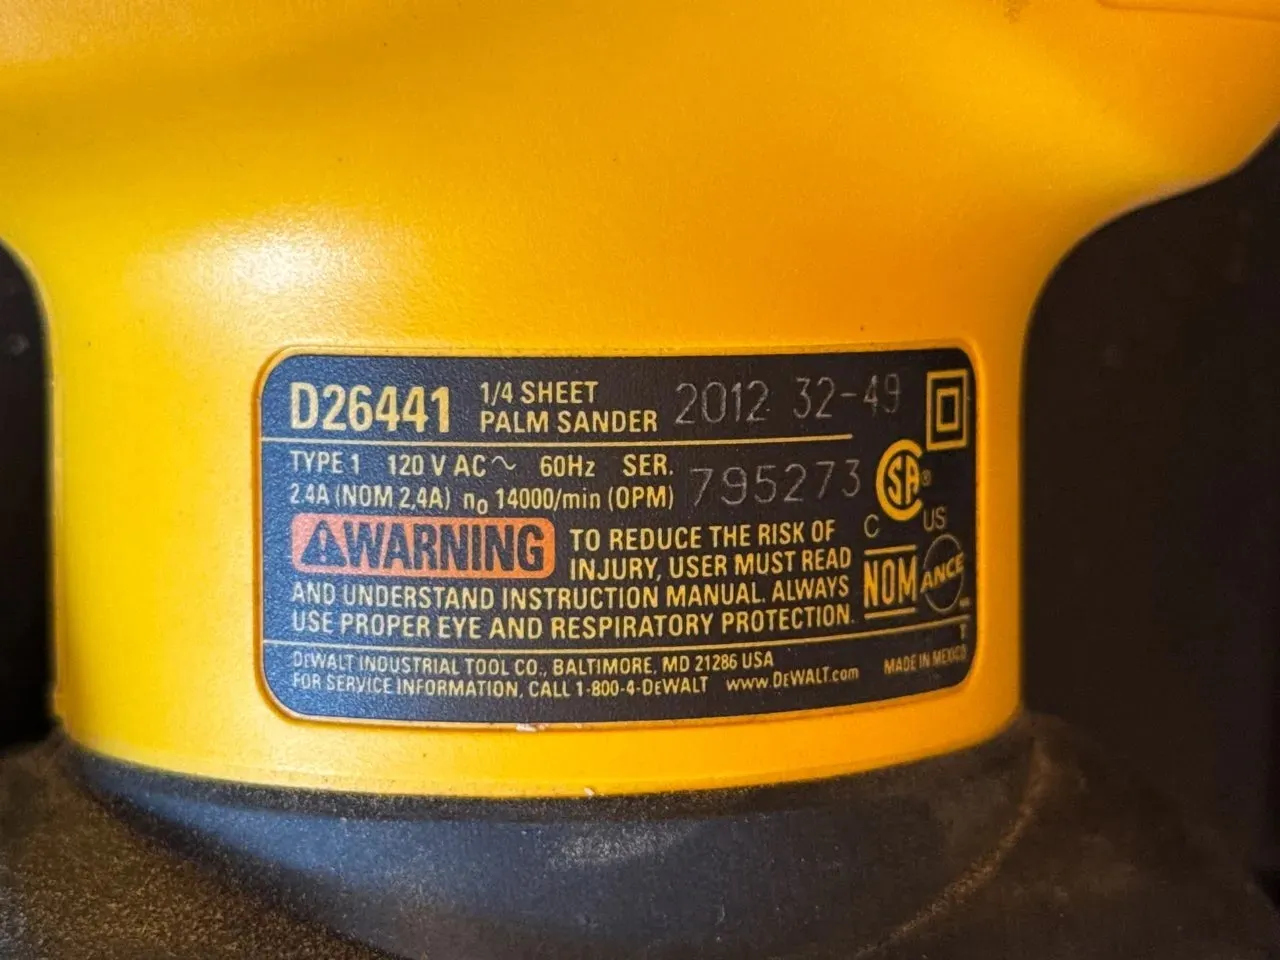 D26441 1/4 SHEET PALM SANDER 2012 32-49
TYPE 1 120 V AC~ 60Hz SER. 795273
2.4A (NOM 2,4A) n₀ 14000/min (OPM)
SA®
C US
⚠WARNING TO REDUCE THE RISK OF
INJURY, USER MUST READ
AND UNDERSTAND INSTRUCTION MANUAL. ALWAYS
USE PROPER EYE AND RESPIRATORY PROTECTION.
NOM ANCE
DEWALT INDUSTRIAL TOOL CO., BALTIMORE, MD 21286 USA
FOR SERVICE INFORMATION, CALL 1-800-4-DEWALT www.DEWALT.com
MADE IN MEXICO